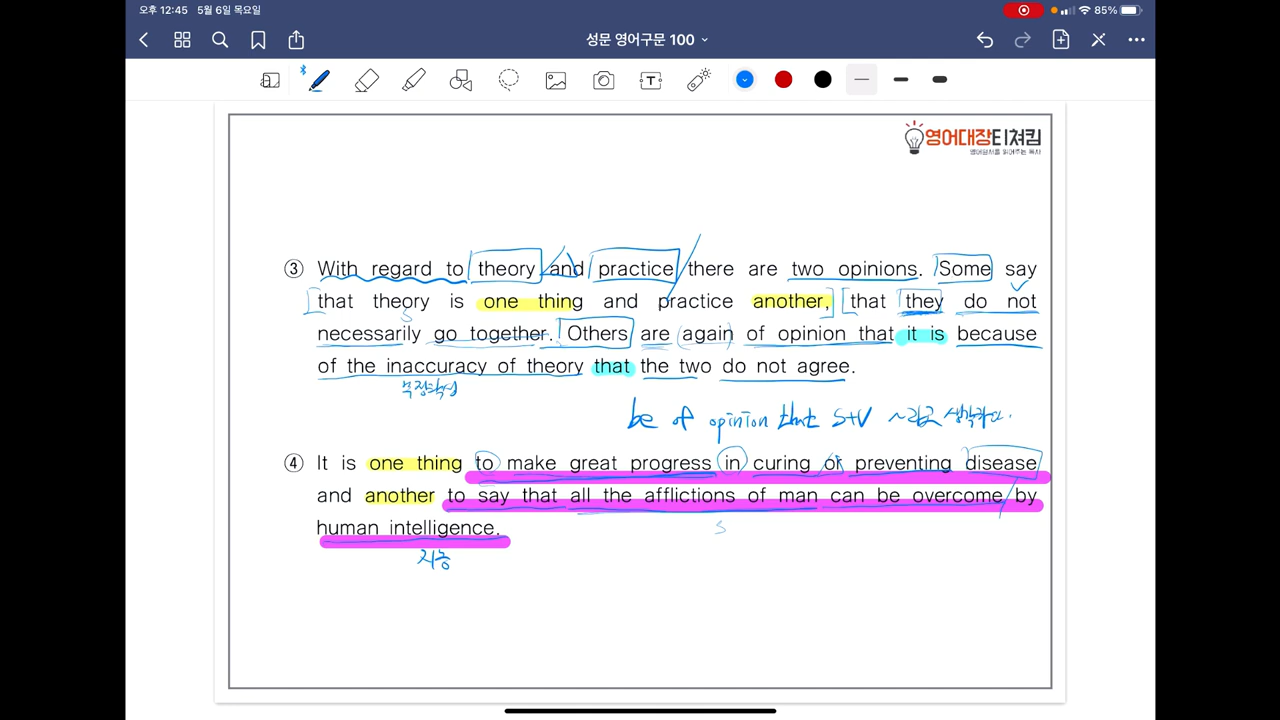 오후 12:45 5월 6일 목요일
85%
성문 영어구문 100
T
영어대장티쳐킴
③ With regard to theory and practice there are two opinions. Some say
that theory is one thing and practice another, that they do not
s
necessarily go together. Others are again of opinion that it is because
of the inaccuracy of theory that the two do not agree.
부정확성
be of opinion that S+V ~라고 생각하다.
④ It is one thing to make great progress in curing or preventing disease
and another to say that all the afflictions of man can be overcome by
s
human intelligence.
지능